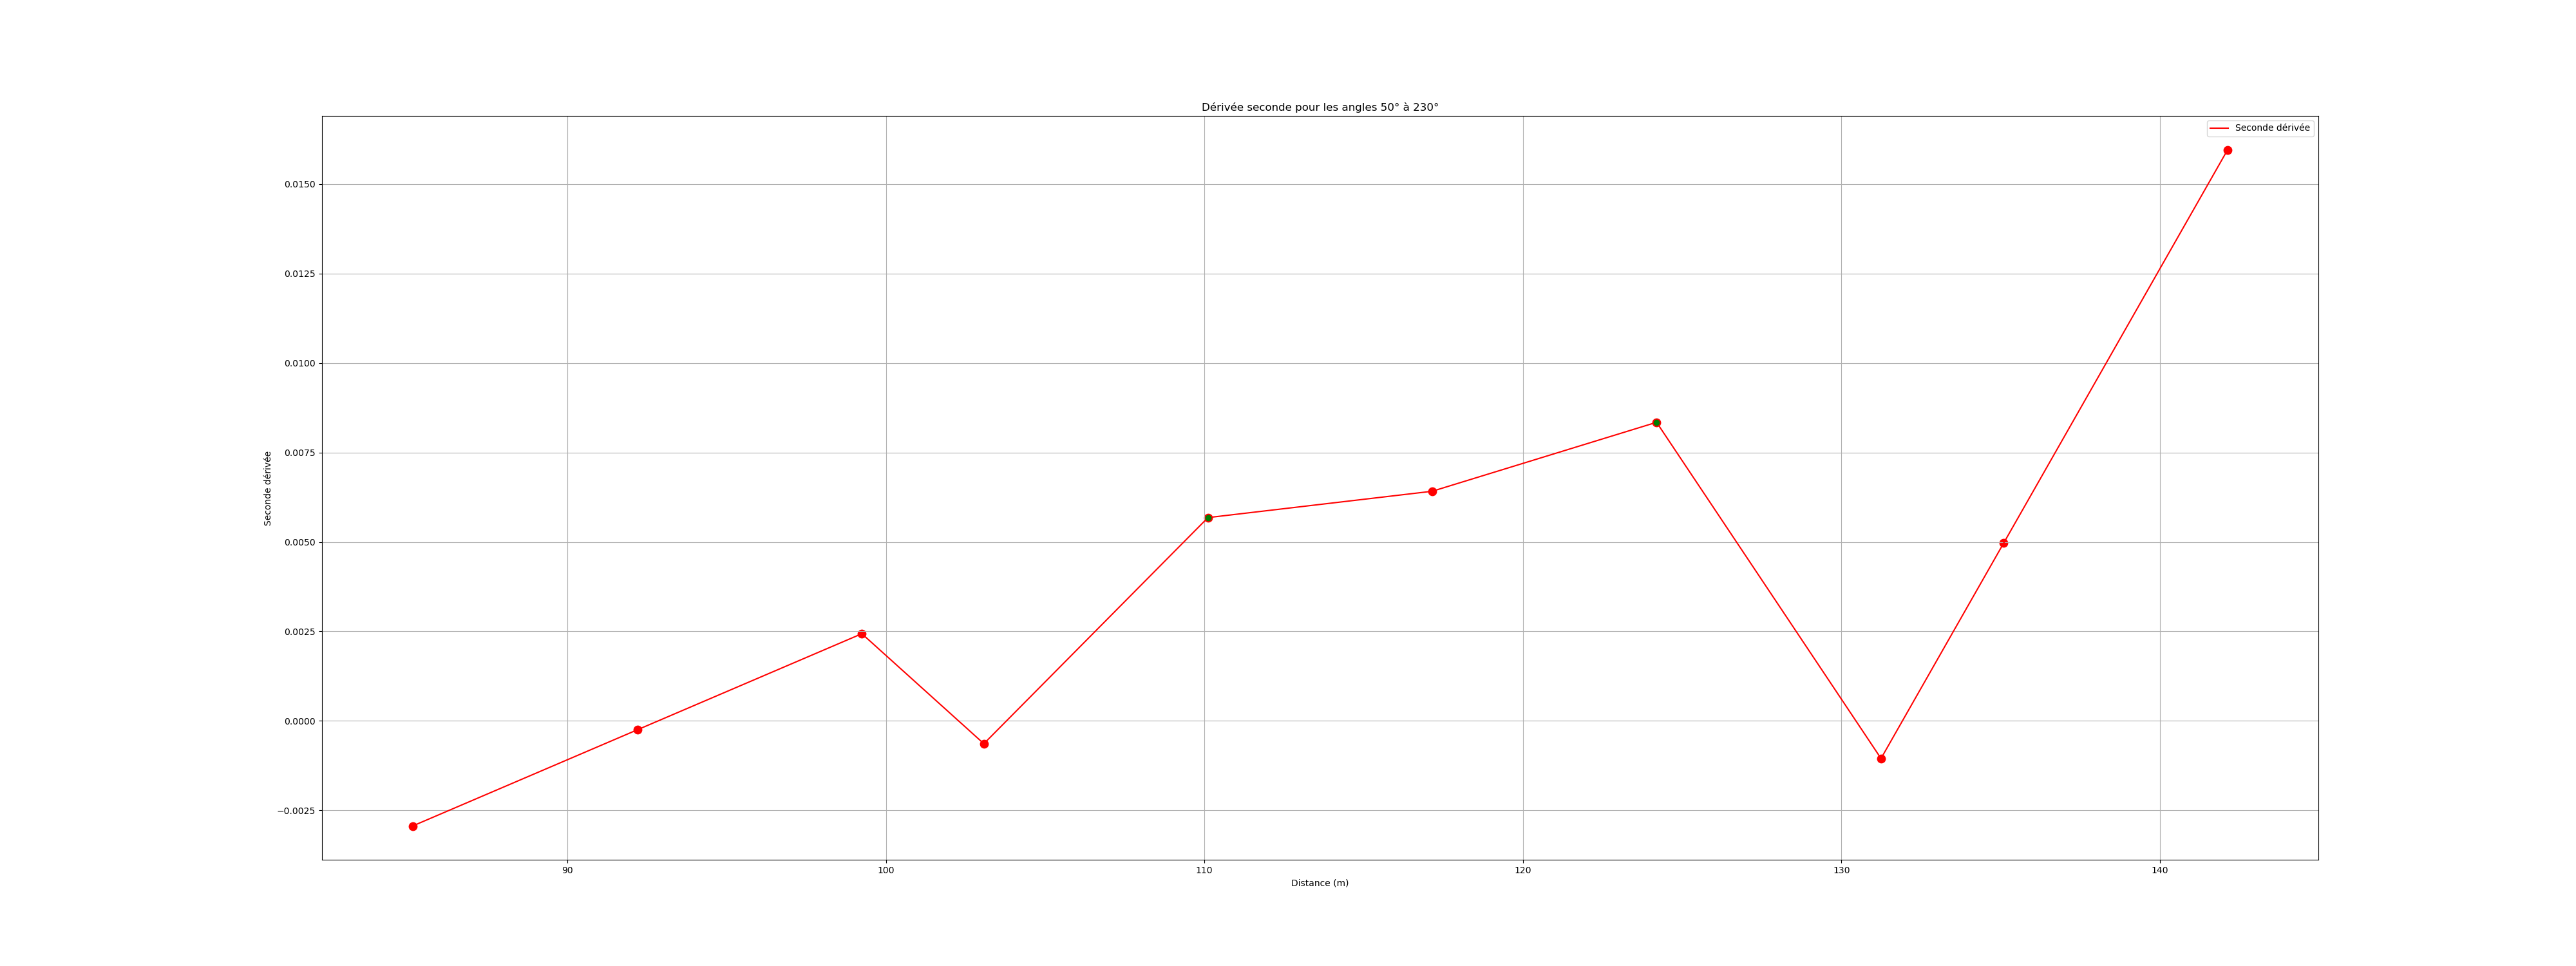 Dérivée seconde pour les angles 50° à 230°
Seconde dérivée
0.0150
0.0125
0.0100
0.0075
0.0050
0.0025
0.0000
−0.0025
Seconde dérivée
90 100 110 120 130 140
Distance (m)